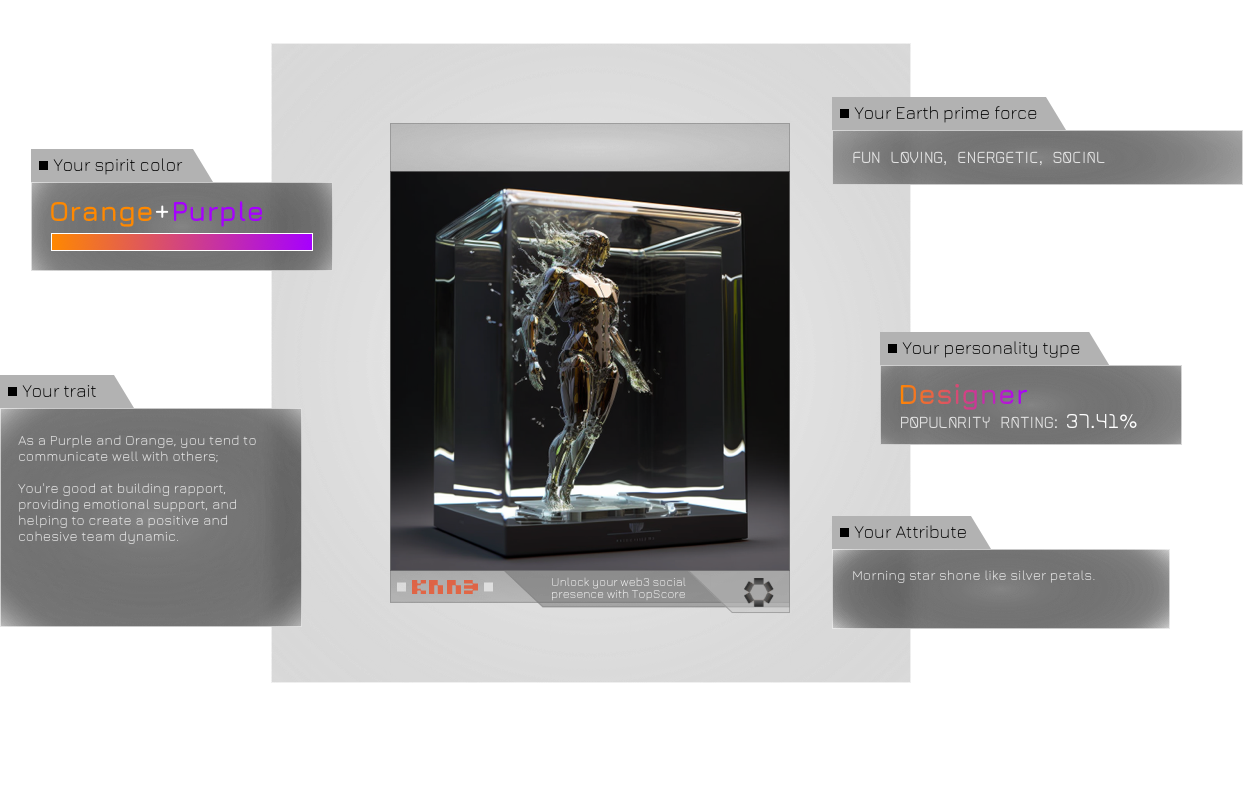 Your Earth prime force
FUN LOVING, ENERGETIC, SOCIAL
Your spirit color
Orange+Purple
Your personality type
Designer
POPULARITY RATING: 37.41%
Your trait
As a Purple and Orange, you tend to
communicate well with others;
You're good at building rapport,
providing emotional support, and
helping to create a positive and
cohesive team dynamic.
Your Attribute
Morning star shone like silver petals.
KNN3
Unlock your web3 social
presence with TopScore